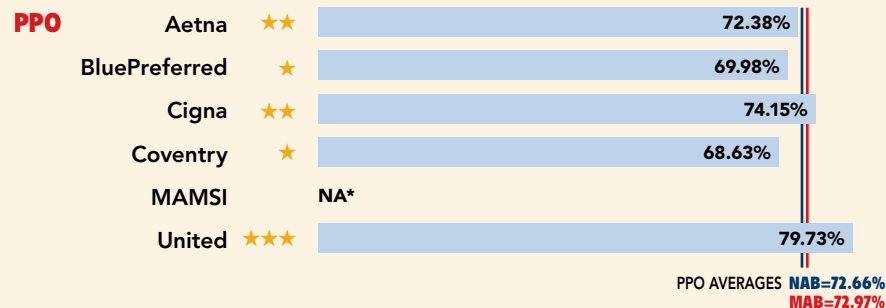 PPO
Aetna ★★ 72.38%
BluePreferred ★ 69.98%
Cigna ★★ 74.15%
Coventry ★ 68.63%
MAMSI NA*
United ★★★ 79.73%
PPO AVERAGES NAB=72.66%
MAB=72.97%